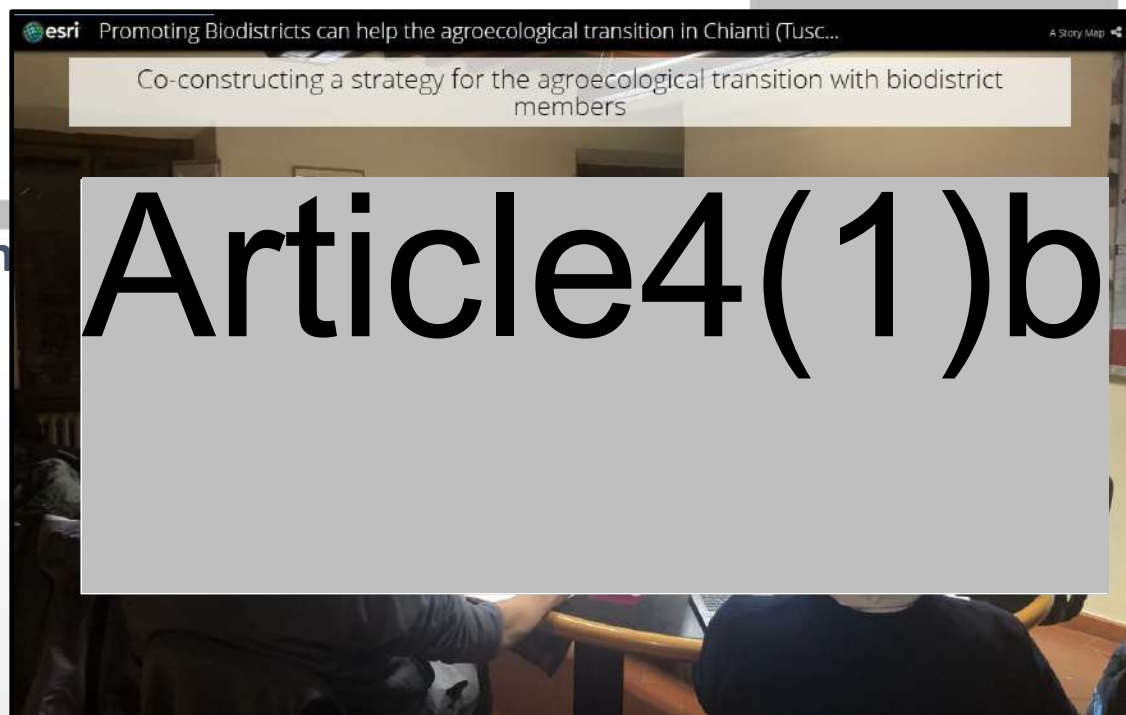 esri Promoting Biodistricts can help the agroecological transition in Chianti (Tusc...
A Story Map
Co-constructing a strategy for the agroecological transition with biodistrict
members
Article4(1)b